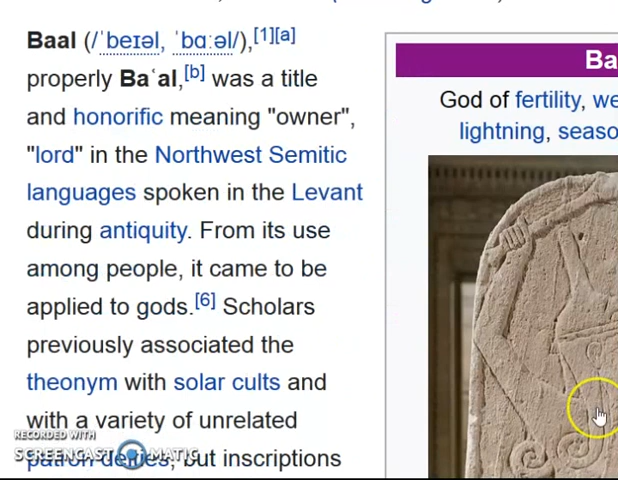 Baal (/ˈbeɪəl, ˈbɑːəl/),[1][a]
properly Baʿal,[b] was a title
and honorific meaning "owner",
"lord" in the Northwest Semitic
languages spoken in the Levant
during antiquity. From its use
among people, it came to be
applied to gods.[6] Scholars
previously associated the
theonym with solar cults and
with a variety of unrelated
patron deities, but inscriptions
Ba
God of fertility, we
lightning, seaso
RECORDED WITH
SCREENCAST MATIC